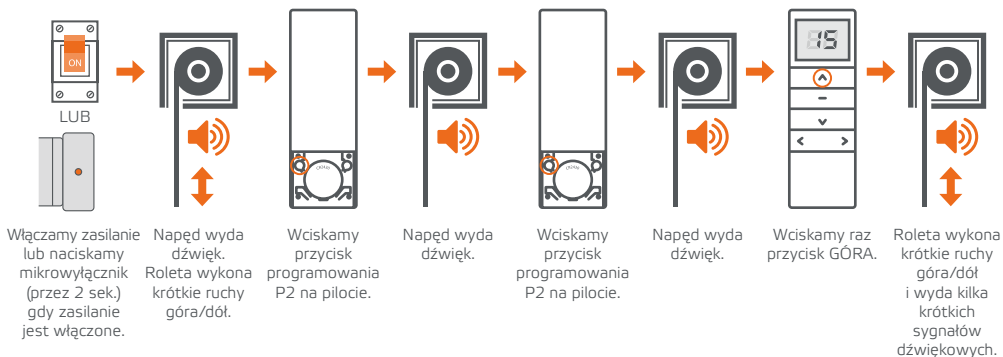 ON
LUB
15
Włączamy zasilanie
lub naciskamy
mikrowyłącznik
(przez 2 sek.)
gdy zasilanie
jest włączone.
Napęd wyda
dźwięk.
Roleta wykona
krótkie ruchy
góra/dół.
Wciskamy
przycisk
programowania
P2 na pilocie.
Napęd wyda
dźwięk.
Wciskamy
przycisk
programowania
P2 na pilocie.
Napęd wyda
dźwięk.
Wciskamy raz
przycisk GÓRA.
Roleta wykona
krótkie ruchy
góra/dół
i wyda kilka
krótkich
sygnałów
dźwiękowych.